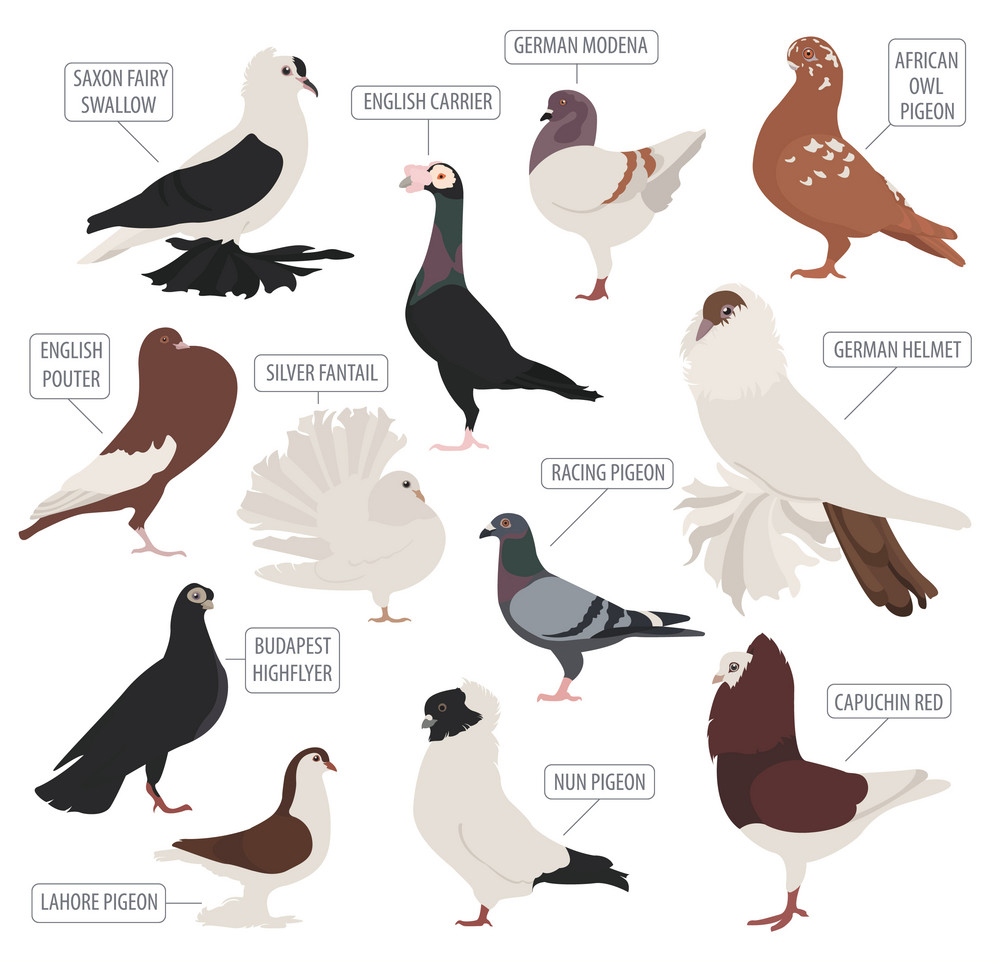 SAXON FAIRY
SWALLOW
ENGLISH CARRIER
GERMAN MODENA
AFRICAN
OWL
PIGEON
ENGLISH
POUTER
SILVER FANTAIL
GERMAN HELMET
RACING PIGEON
BUDAPEST
HIGHFLYER
CAPUCHIN RED
NUN PIGEON
LAHORE PIGEON